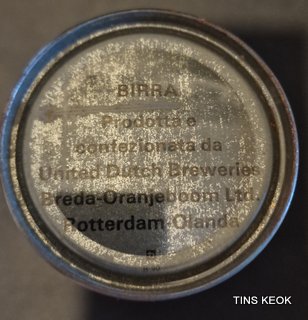 BIRRA
Prodotta e
confezionata da
United Dutch Breweries
Breda-Oranjeboom Ltd.
Rotterdam-Olanda
TINS KEOK